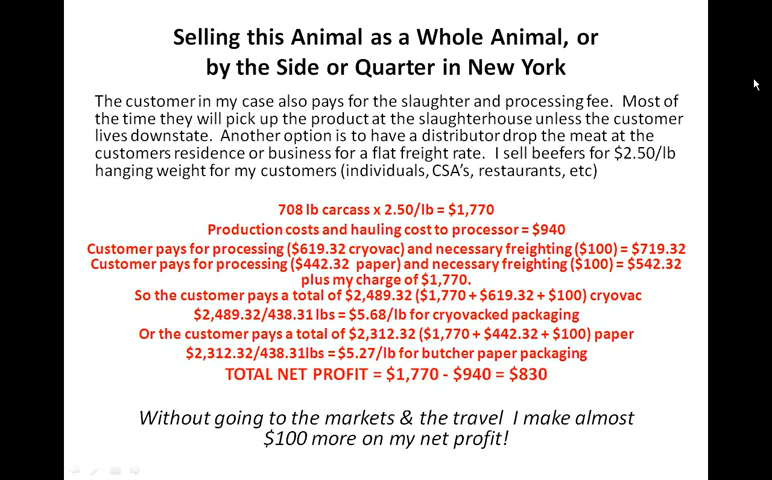 Selling this Animal as a Whole Animal, or
by the Side or Quarter in New York
The customer in my case also pays for the slaughter and processing fee.  Most of
the time they will pick up the product at the slaughterhouse unless the customer
lives downstate.  Another option is to have a distributor drop the meat at the
customers residence or business for a flat freight rate.  I sell beefers for $2.50/lb
hanging weight for my customers (individuals, CSA's, restaurants, etc)
708 lb carcass x 2.50/lb = $1,770
Production costs and hauling cost to processor = $940
Customer pays for processing ($619.32 cryovac) and necessary freighting ($100) = $719.32
Customer pays for processing ($442.32  paper) and necessary freighting ($100) = $542.32
plus my charge of $1,770.
So the customer pays a total of $2,489.32 ($1,770 + $619.32 + $100) cryovac
$2,489.32/438.31 lbs = $5.68/lb for cryovacked packaging
Or the customer pays a total of $2,312.32 ($1,770 + $442.32 + $100) paper
$2,312.32/438.31lbs = $5.27/lb for butcher paper packaging
TOTAL NET PROFIT = $1,770 - $940 = $830
Without going to the markets & the travel  I make almost
$100 more on my net profit!